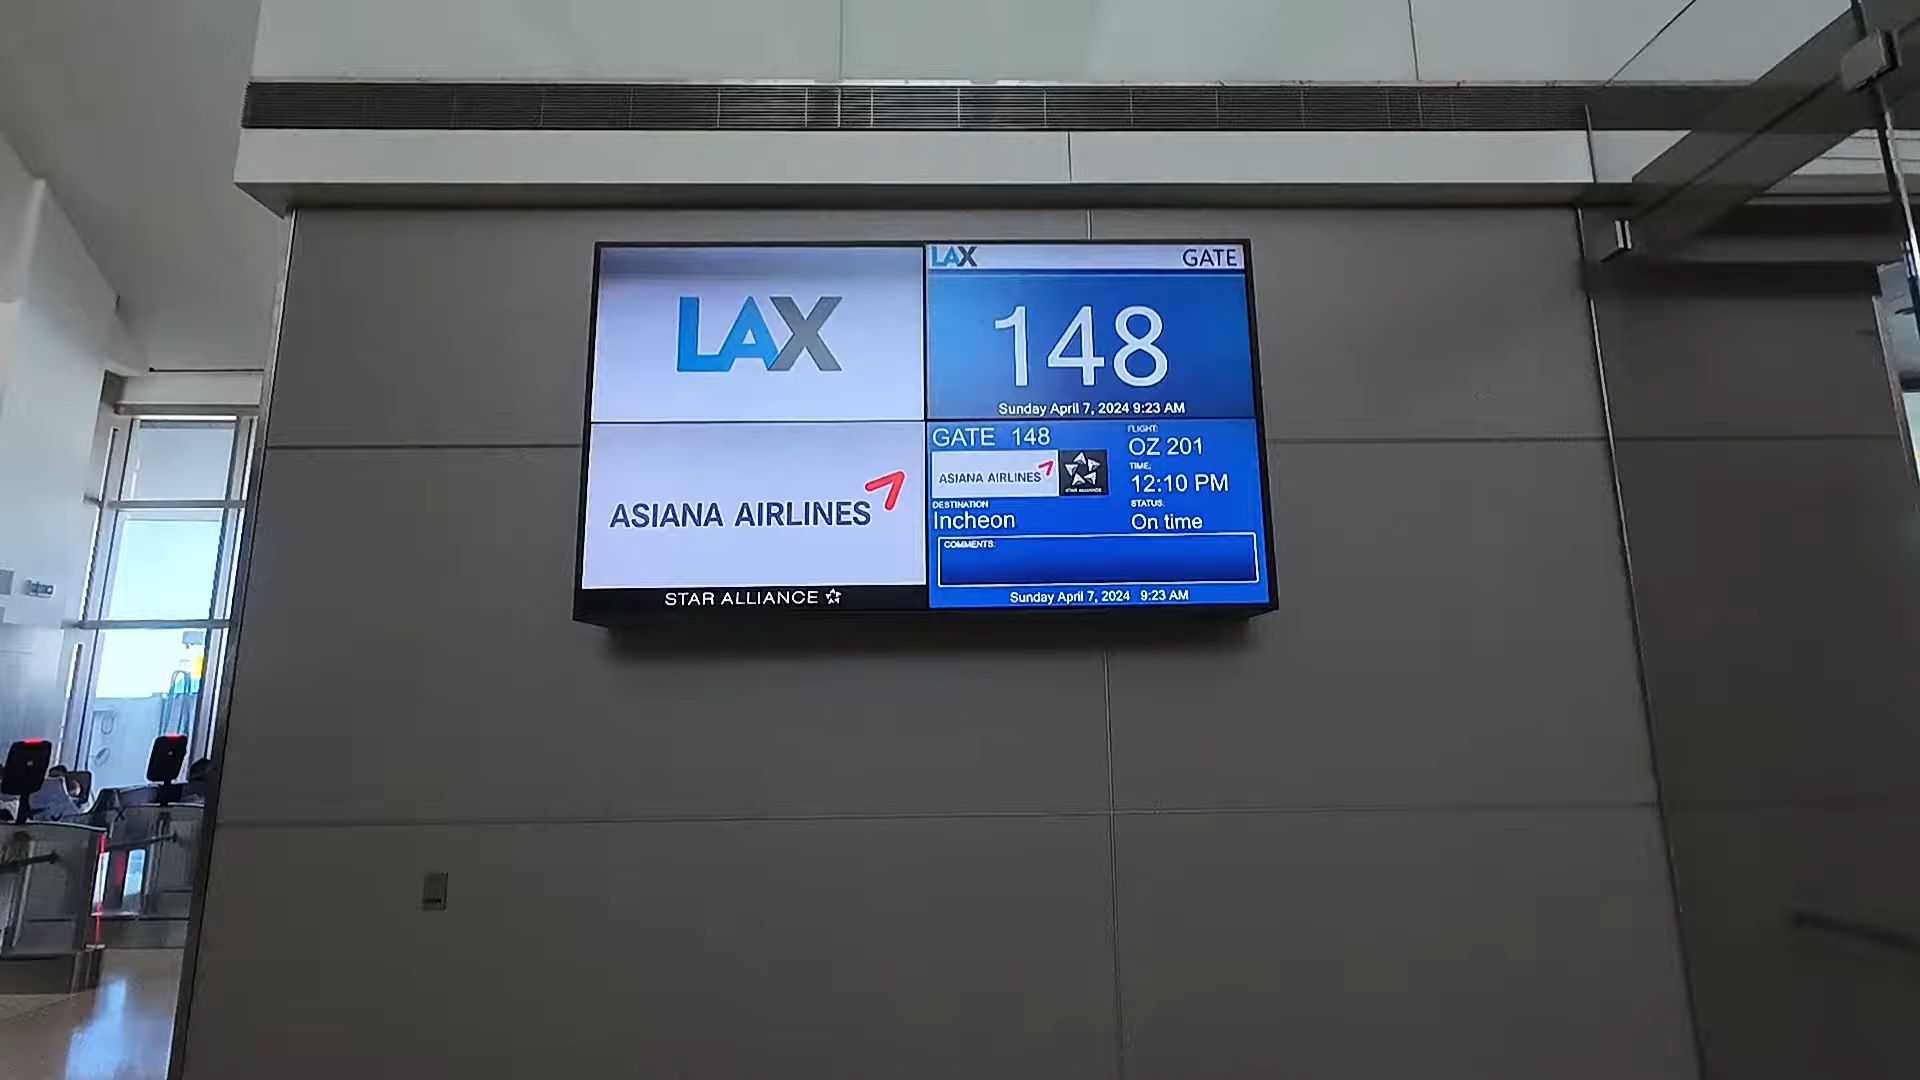 LAX
LAX GATE
148
Sunday April 7, 2024 9:23 AM
ASIANA AIRLINES
STAR ALLIANCE
GATE 148
ASIANA AIRLINES
STAR ALLIANCE
DESTINATION
Incheon
FLIGHT:
OZ 201
TIME:
12:10 PM
STATUS:
On time
COMMENTS:
Sunday April 7, 2024 9:23 AM